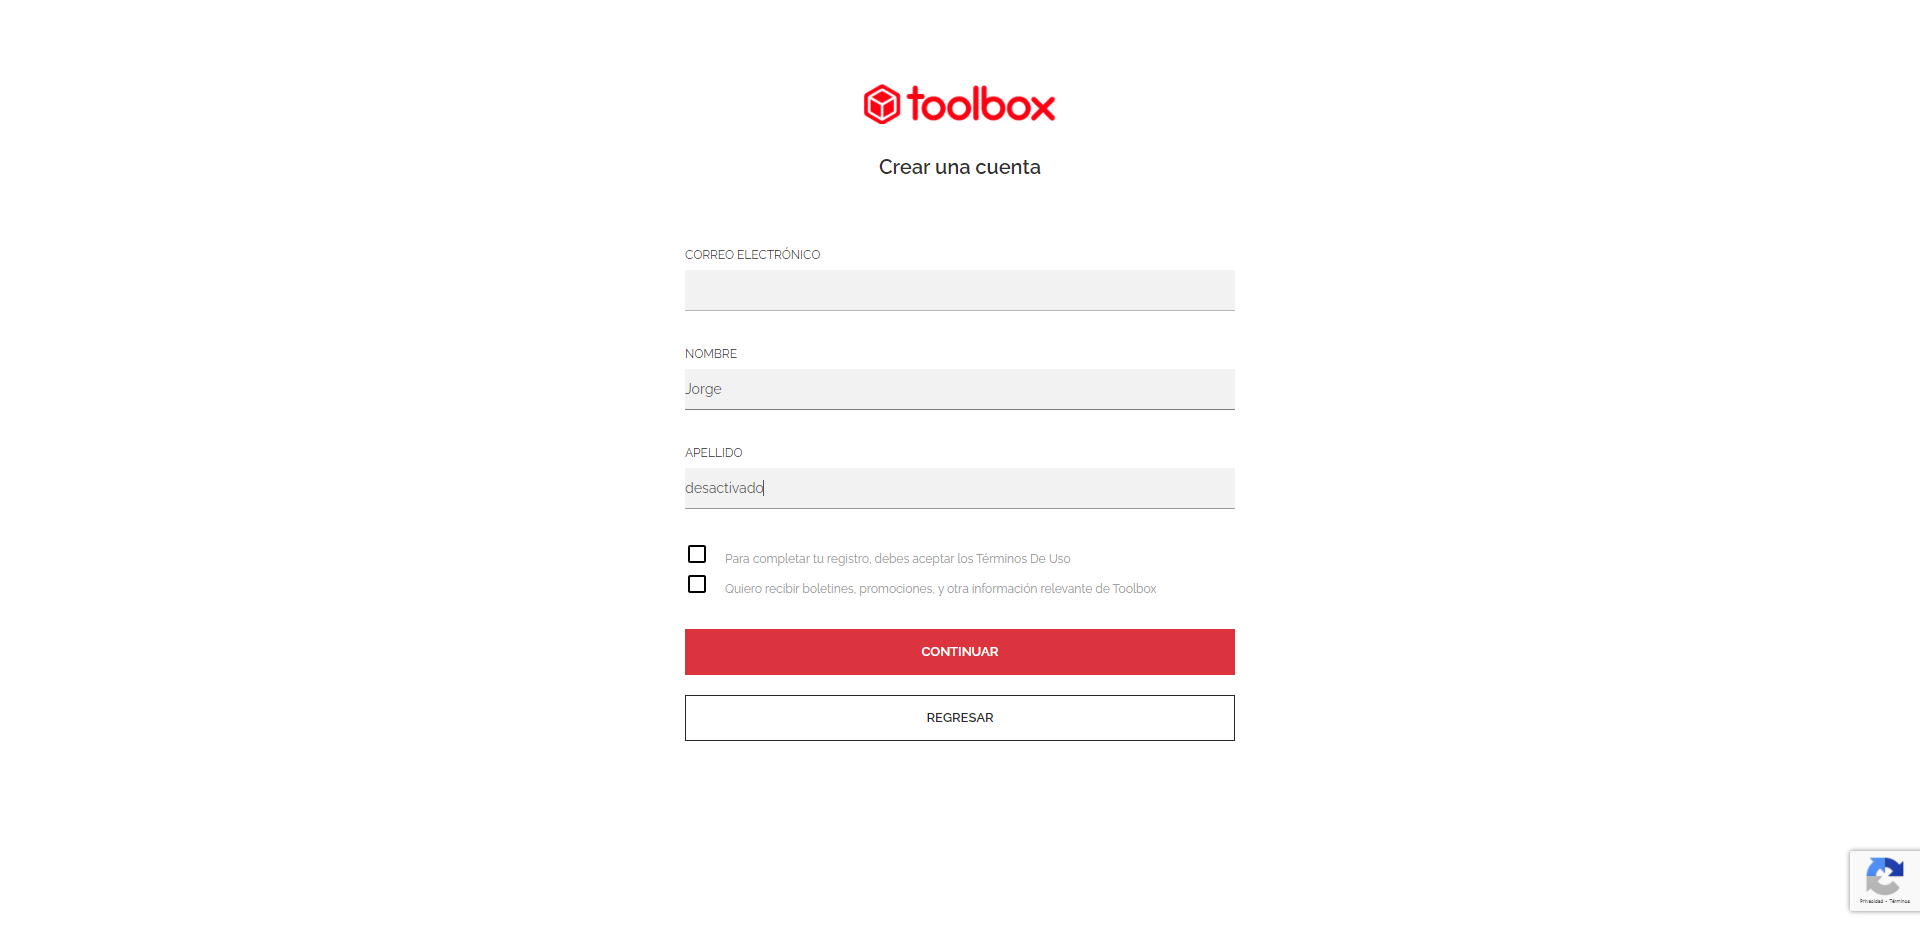 toolbox
Crear una cuenta
CORREO ELECTRÓNICO
NOMBRE
Jorge
APELLIDO
desactivado
Para completar tu registro, debes aceptar los Términos De Uso
Quiero recibir boletines, promociones, y otra información relevante de Toolbox
CONTINUAR
REGRESAR
Privacidad - Términos